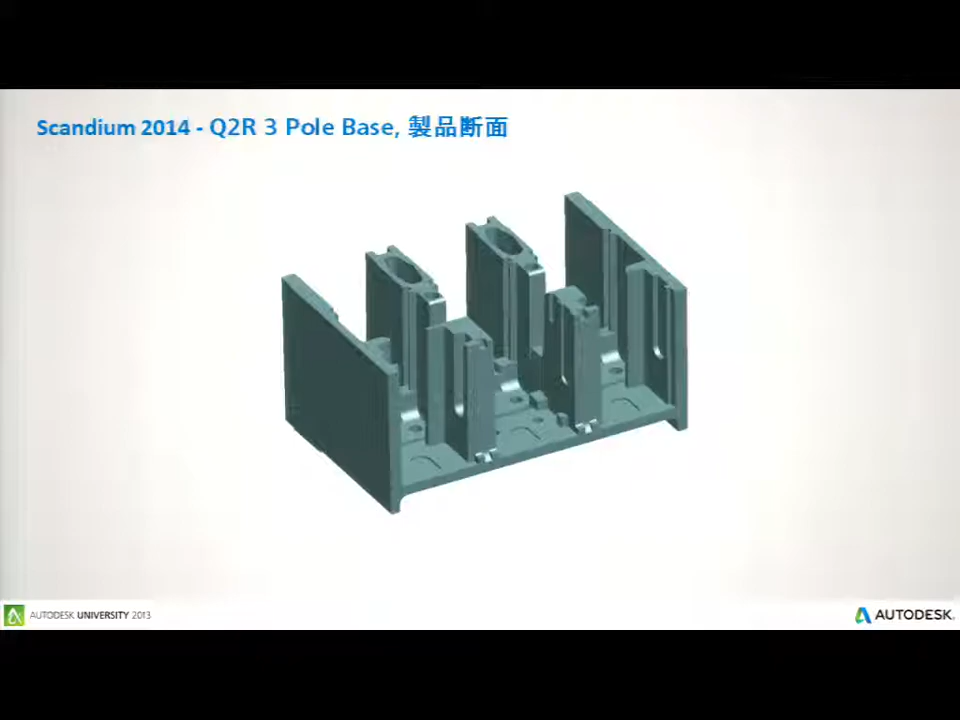 Scandium 2014 - Q2R 3 Pole Base, 製品断面
AUTODESK UNIVERSITY 2013
AUTODESK.